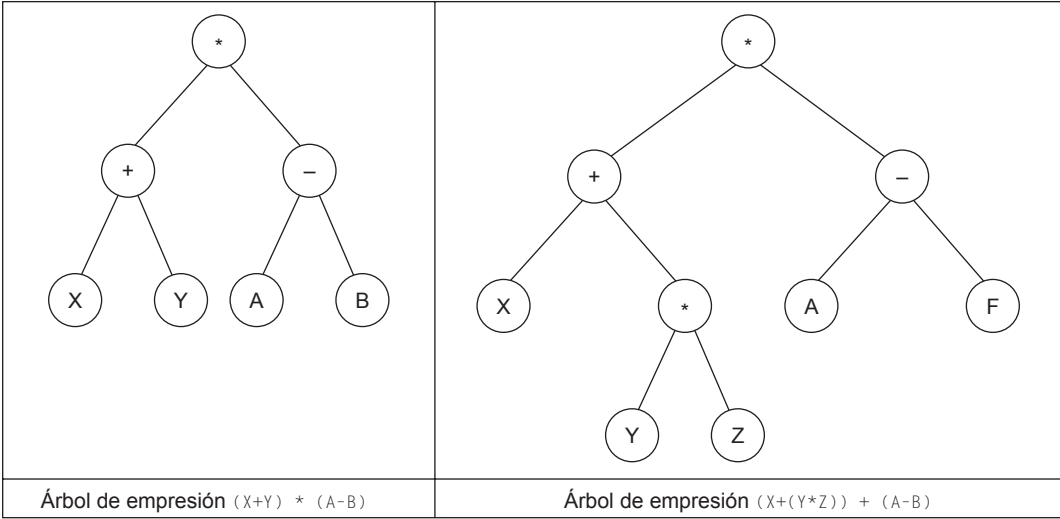 *
*
+
–
+
–
X
Y
A
B
X
*
A
F
Y
Z
Árbol de empresión (X+Y) * (A-B)
Árbol de empresión (X+(Y*Z)) + (A-B)